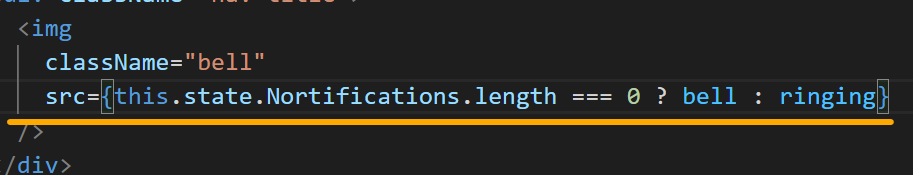 <img
className="bell"
src={this.state.Nortifications.length === 0 ? bell : ringing}
/>
/div>